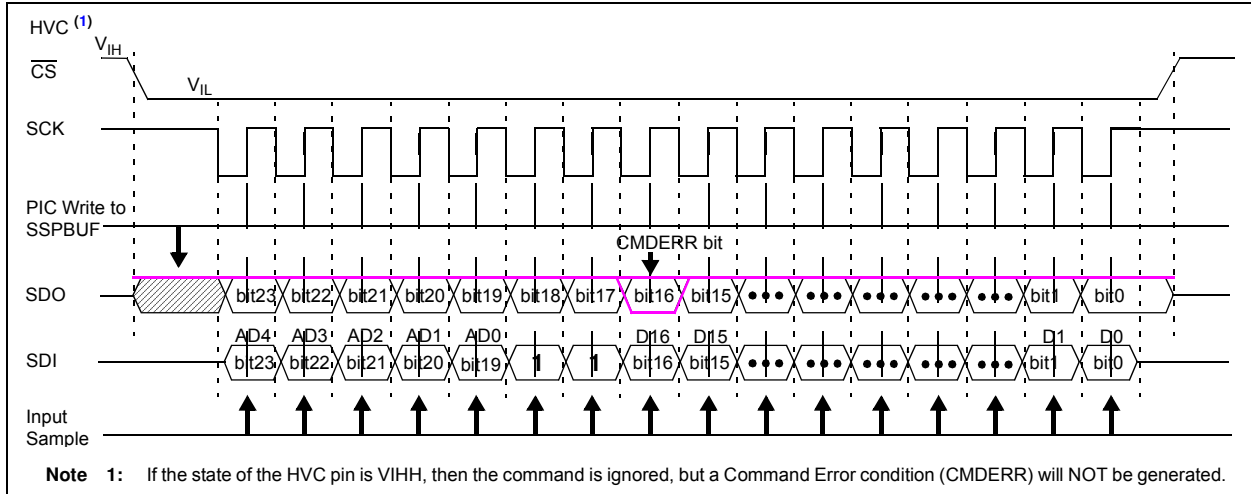 HVC (1)
VIH
CS
VIL
SCK
PIC Write to
SSPBUF
CMDERR bit
SDO bit23 bit22 bit21 bit20 bit19 bit18 bit17 bit16 bit15 ••• ••• ••• ••• ••• bit1 bit0
AD4 AD3 AD2 AD1 AD0 D16 D15 D1 D0
SDI bit23 bit22 bit21 bit20 bit19 1 1 bit16 bit15 ••• ••• ••• ••• ••• bit1 bit0
Input
Sample
Note 1: If the state of the HVC pin is VIHH, then the command is ignored, but a Command Error condition (CMDERR) will NOT be generated.